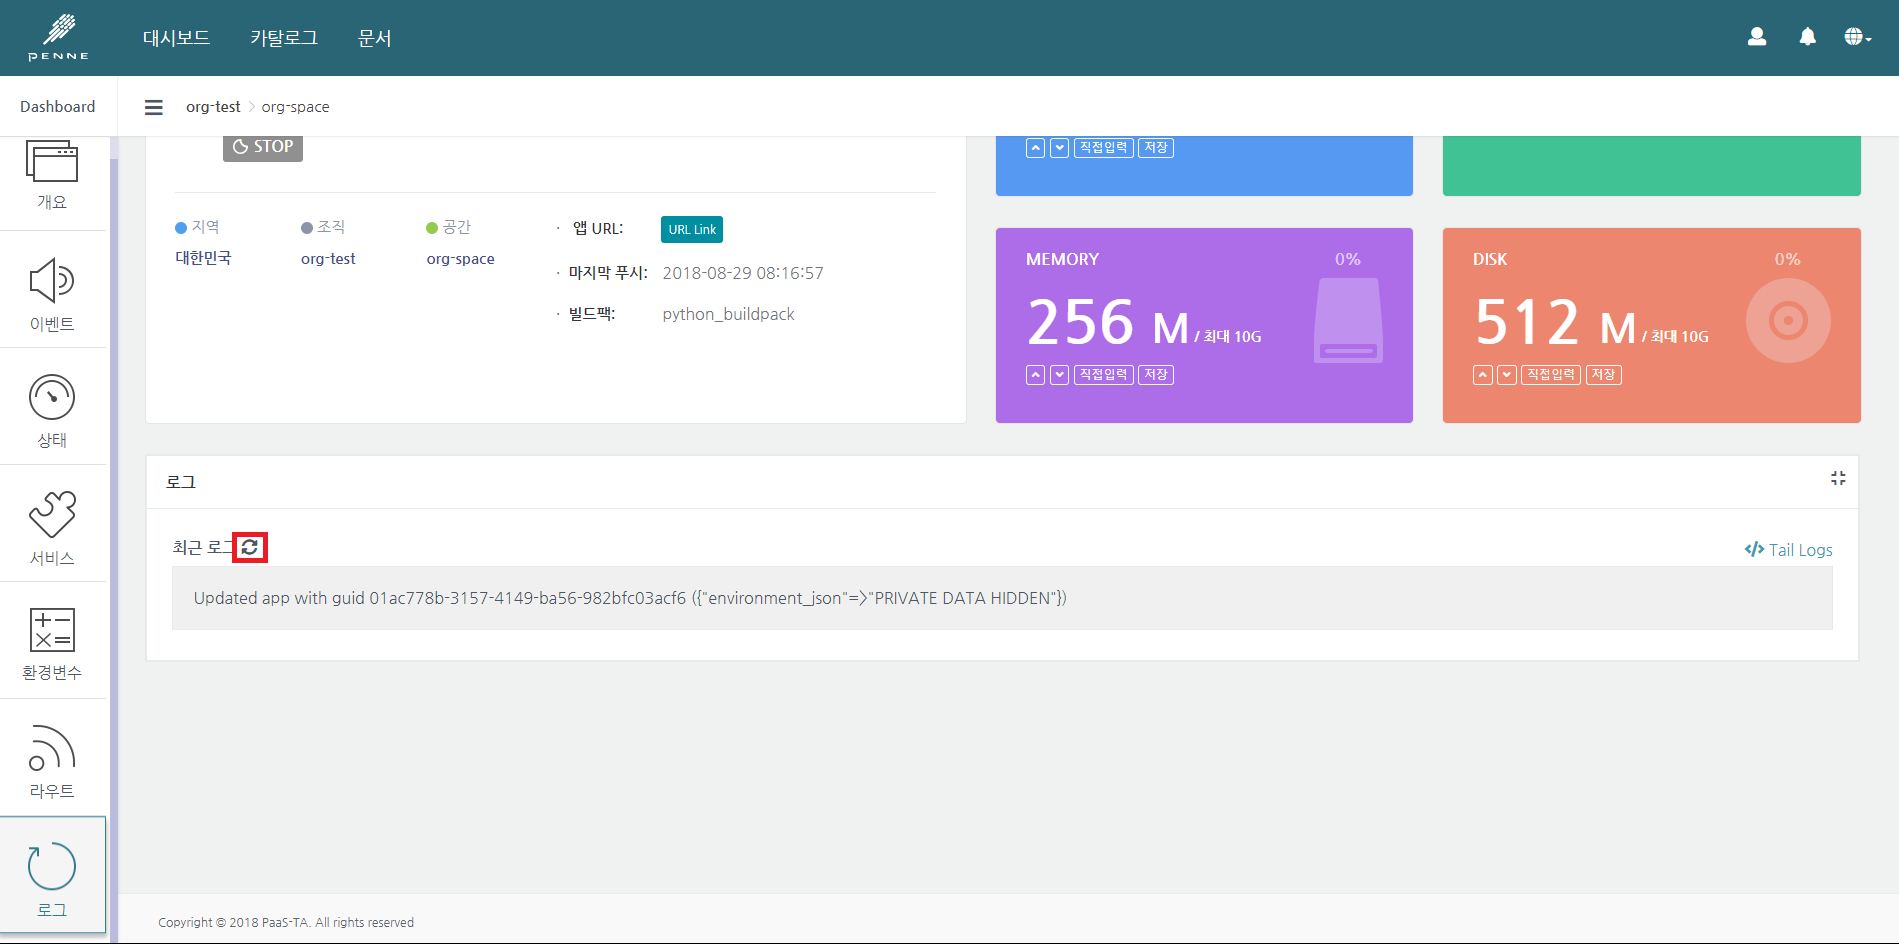 PENNE
대시보드 카탈로그 문서
Dashboard
org-test > org-space
개요
이벤트
상태
서비스
환경변수
라우트
로그
STOP
지역
대한민국
조직
org-test
공간
org-space
· 앱 URL: URL Link
· 마지막 푸시: 2018-08-29 08:16:57
· 빌드팩: python_buildpack
직접입력 저장
MEMORY 0%
256 M / 최대 10G
직접입력 저장
DISK 0%
512 M / 최대 10G
직접입력 저장
로그
최근 로그
</> Tail Logs
Updated app with guid 01ac778b-3157-4149-ba56-982bfc03acf6 ({"environment_json"=>"PRIVATE DATA HIDDEN"})
Copyright © 2018 PaaS-TA. All rights reserved